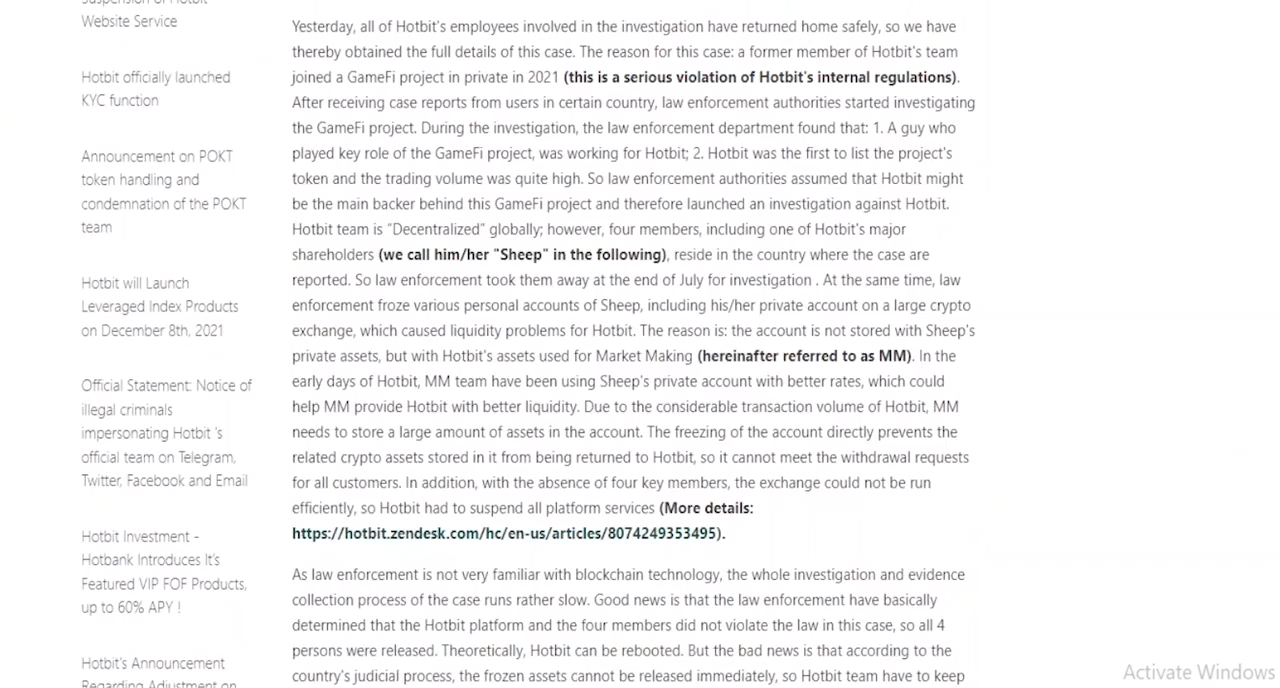 Suspension of Hotbit
Website Service
Hotbit officially launched
KYC function
Announcement on POKT
token handling and
condemnation of the POKT
team
Hotbit will Launch
Leveraged Index Products
on December 8th, 2021
Official Statement: Notice of
illegal criminals
impersonating Hotbit 's
official team on Telegram,
Twitter, Facebook and Email
Hotbit Investment -
Hotbank Introduces It's
Featured VIP FOF Products,
up to 60% APY !
Hotbit's Announcement
Regarding Adjustment on
Yesterday, all of Hotbit's employees involved in the investigation have returned home safely, so we have
thereby obtained the full details of this case. The reason for this case: a former member of Hotbit's team
joined a GameFi project in private in 2021 (this is a serious violation of Hotbit's internal regulations).
After receiving case reports from users in certain country, law enforcement authorities started investigating
the GameFi project. During the investigation, the law enforcement department found that: 1. A guy who
played key role of the GameFi project, was working for Hotbit; 2. Hotbit was the first to list the project's
token and the trading volume was quite high. So law enforcement authorities assumed that Hotbit might
be the main backer behind this GameFi project and therefore launched an investigation against Hotbit.
Hotbit team is "Decentralized" globally; however, four members, including one of Hotbit's major
shareholders (we call him/her "Sheep" in the following), reside in the country where the case are
reported. So law enforcement took them away at the end of July for investigation . At the same time, law
enforcement froze various personal accounts of Sheep, including his/her private account on a large crypto
exchange, which caused liquidity problems for Hotbit. The reason is: the account is not stored with Sheep's
private assets, but with Hotbit's assets used for Market Making (hereinafter referred to as MM). In the
early days of Hotbit, MM team have been using Sheep's private account with better rates, which could
help MM provide Hotbit with better liquidity. Due to the considerable transaction volume of Hotbit, MM
needs to store a large amount of assets in the account. The freezing of the account directly prevents the
related crypto assets stored in it from being returned to Hotbit, so it cannot meet the withdrawal requests
for all customers. In addition, with the absence of four key members, the exchange could not be run
efficiently, so Hotbit had to suspend all platform services (More details:
https://hotbit.zendesk.com/hc/en-us/articles/8074249353495).
As law enforcement is not very familiar with blockchain technology, the whole investigation and evidence
collection process of the case runs rather slow. Good news is that the law enforcement have basically
determined that the Hotbit platform and the four members did not violate the law in this case, so all 4
persons were released. Theoretically, Hotbit can be rebooted. But the bad news is that according to the
country's judicial process, the frozen assets cannot be released immediately, so Hotbit team have to keep
Activate Windows